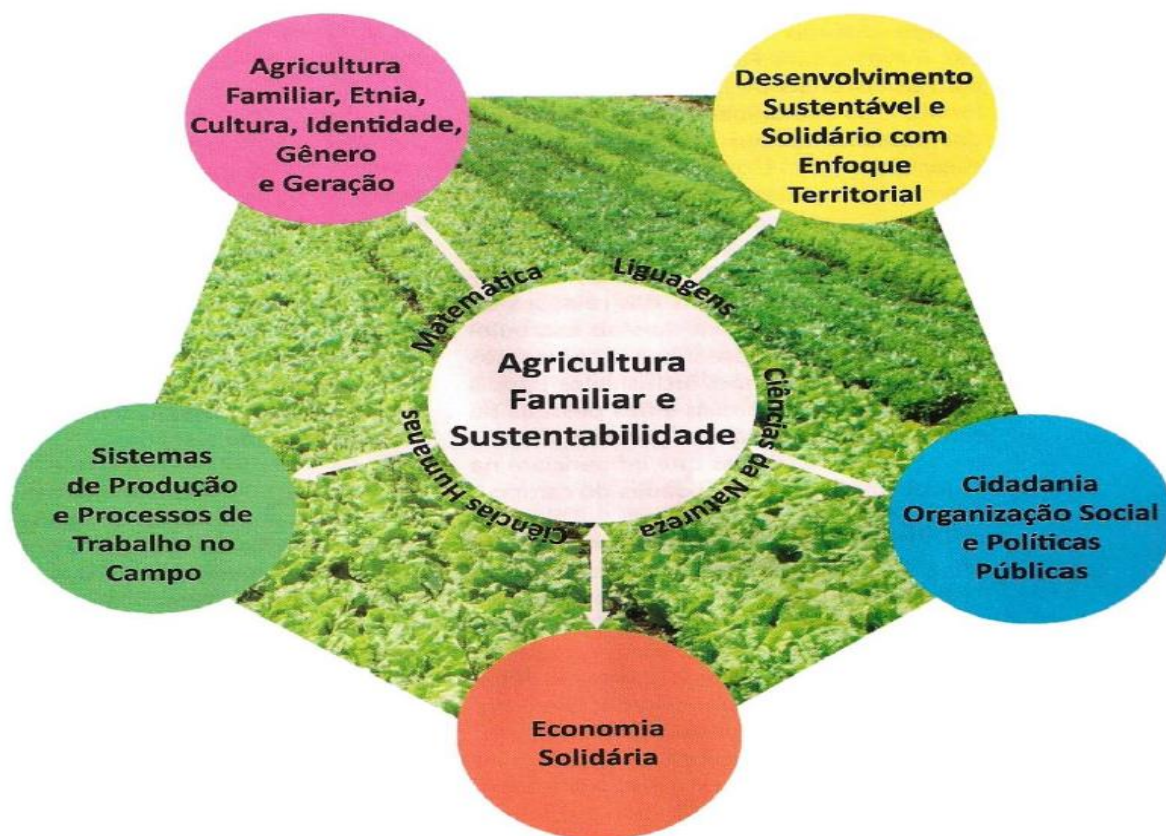 Agricultura
Familiar, Etnia,
Cultura, Identidade,
Gênero
e Geração
Desenvolvimento
Sustentável e
Solidário com
Enfoque
Territorial
Matemática
Liguagens
Agricultura
Familiar e
Sustentabilidade
Ciências Humanas
Ciências da Natureza
Sistemas
de Produção
e Processos de
Trabalho no
Campo
Cidadania
Organização Social
e Políticas
Públicas
Economia
Solidária